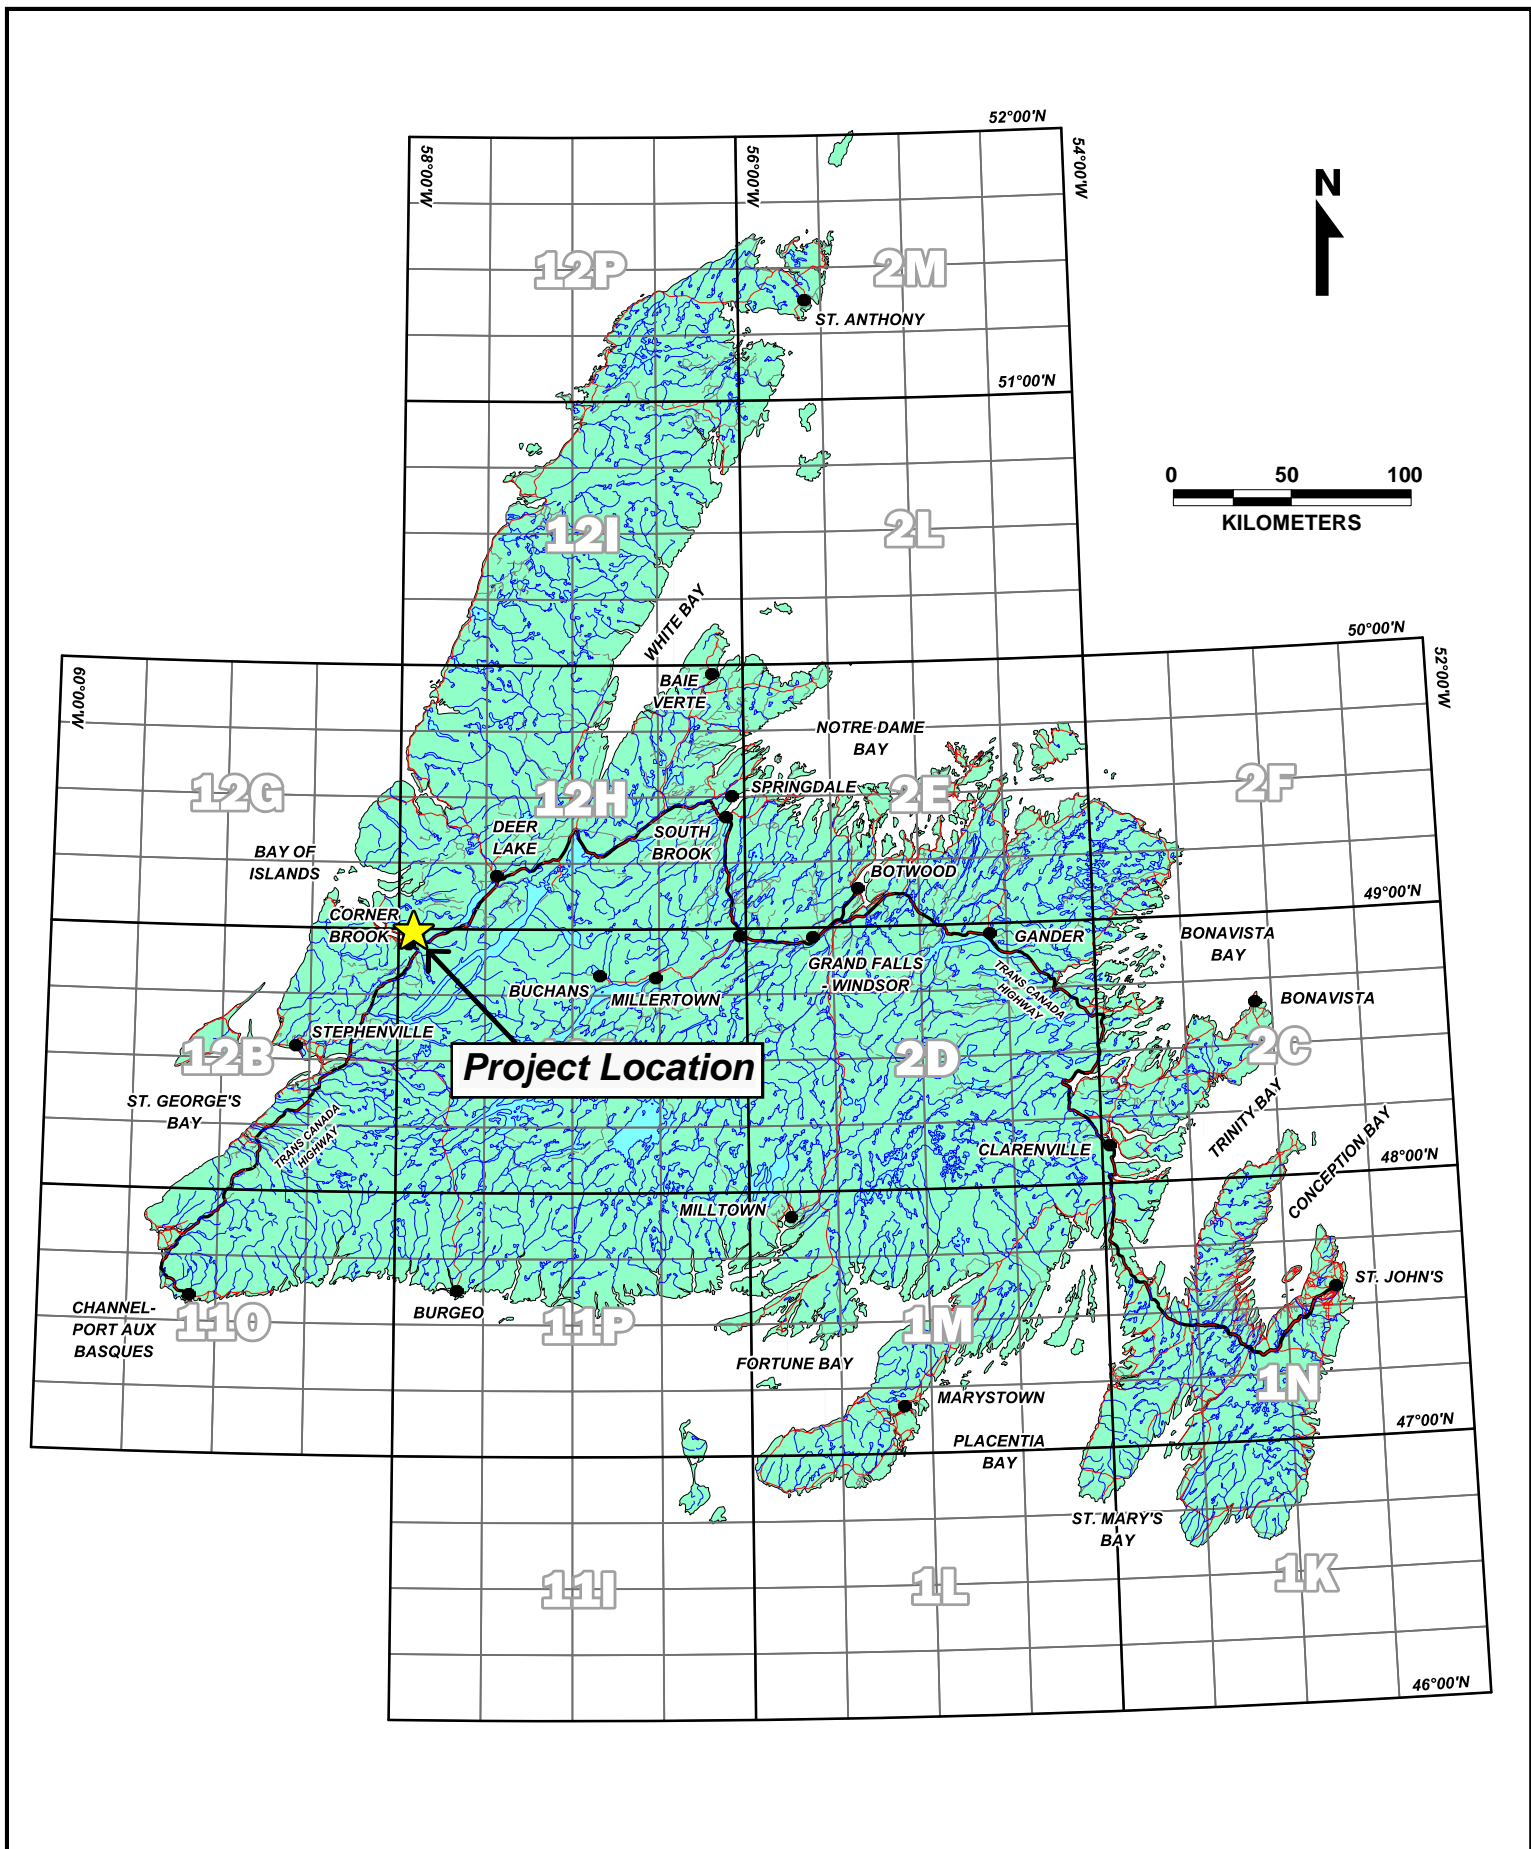 52°00'N
58°00'W
56°00'W
54°00'W
N
12P
2M
ST. ANTHONY
51°00'N
0 50 100
KILOMETERS
12I
2L
WHITE BAY
50°00'N
60°00'W
52°00'W
BAIE
VERTE
NOTRE DAME
BAY
12G
12H
2E
2F
SPRINGDALE
DEER
LAKE
SOUTH
BROOK
BAY OF
ISLANDS
BOTWOOD
49°00'N
CORNER
BROOK
GANDER
BONAVISTA
BAY
GRAND FALLS
- WINDSOR
TRANS CANADA
HIGHWAY
BUCHANS
MILLERTOWN
BONAVISTA
STEPHENVILLE
12B
Project Location
2D
2C
ST. GEORGE'S
BAY
TRANS CANADA
HIGHWAY
TRINITY BAY
CONCEPTION BAY
CLARENVILLE
48°00'N
MILLTOWN
ST. JOHN'S
CHANNEL-
PORT AUX
BASQUES
11O
BURGEO
11P
1M
FORTUNE BAY
1N
MARYSTOWN
47°00'N
PLACENTIA
BAY
ST. MARY'S
BAY
11I
1L
1K
46°00'N